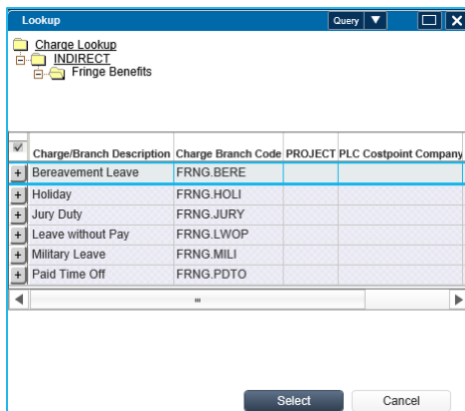 Lookup Query
Charge Lookup
INDIRECT
Fringe Benefits
Charge/Branch Description Charge Branch Code PROJECT PLC Costpoint Company
Bereavement Leave FRNG.BERE
Holiday FRNG.HOLI
Jury Duty FRNG.JURY
Leave without Pay FRNG.LWOP
Military Leave FRNG.MILI
Paid Time Off FRNG.PDTO
Select Cancel